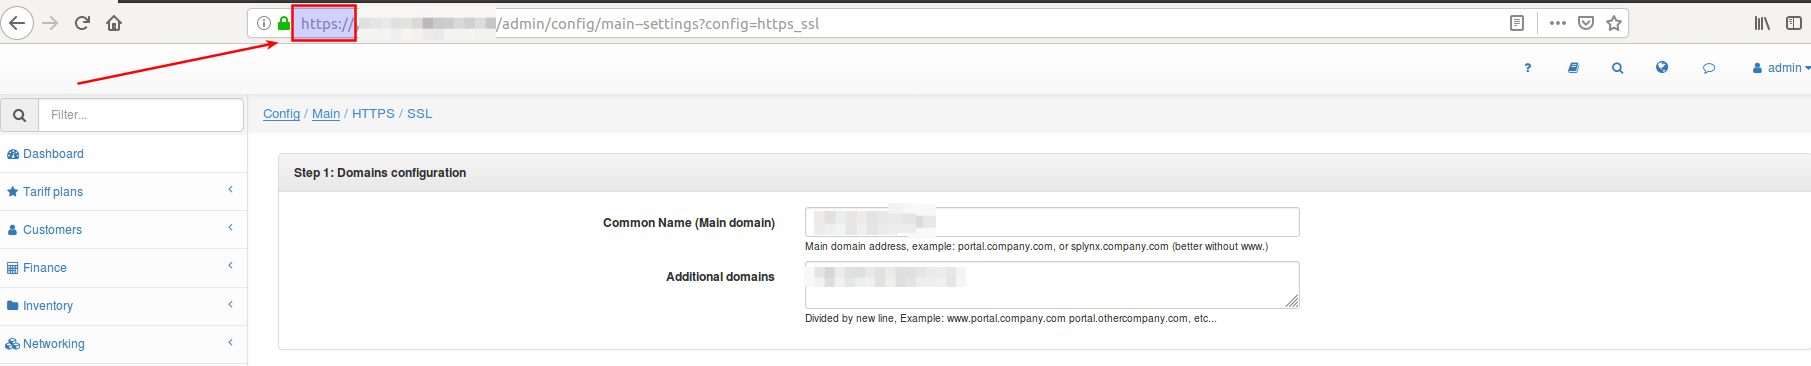 https:// /admin/config/main--settings?config=https_ssl
? admin
Filter...
Config / Main / HTTPS / SSL
Dashboard
Tariff plans
Customers
Finance
Inventory
Networking
Step 1: Domains configuration
Common Name (Main domain)
Main domain address, example: portal.company.com, or splynx.company.com (better without www.)
Additional domains
Divided by new line, Example: www.portal.company.com portal.othercompany.com, etc...